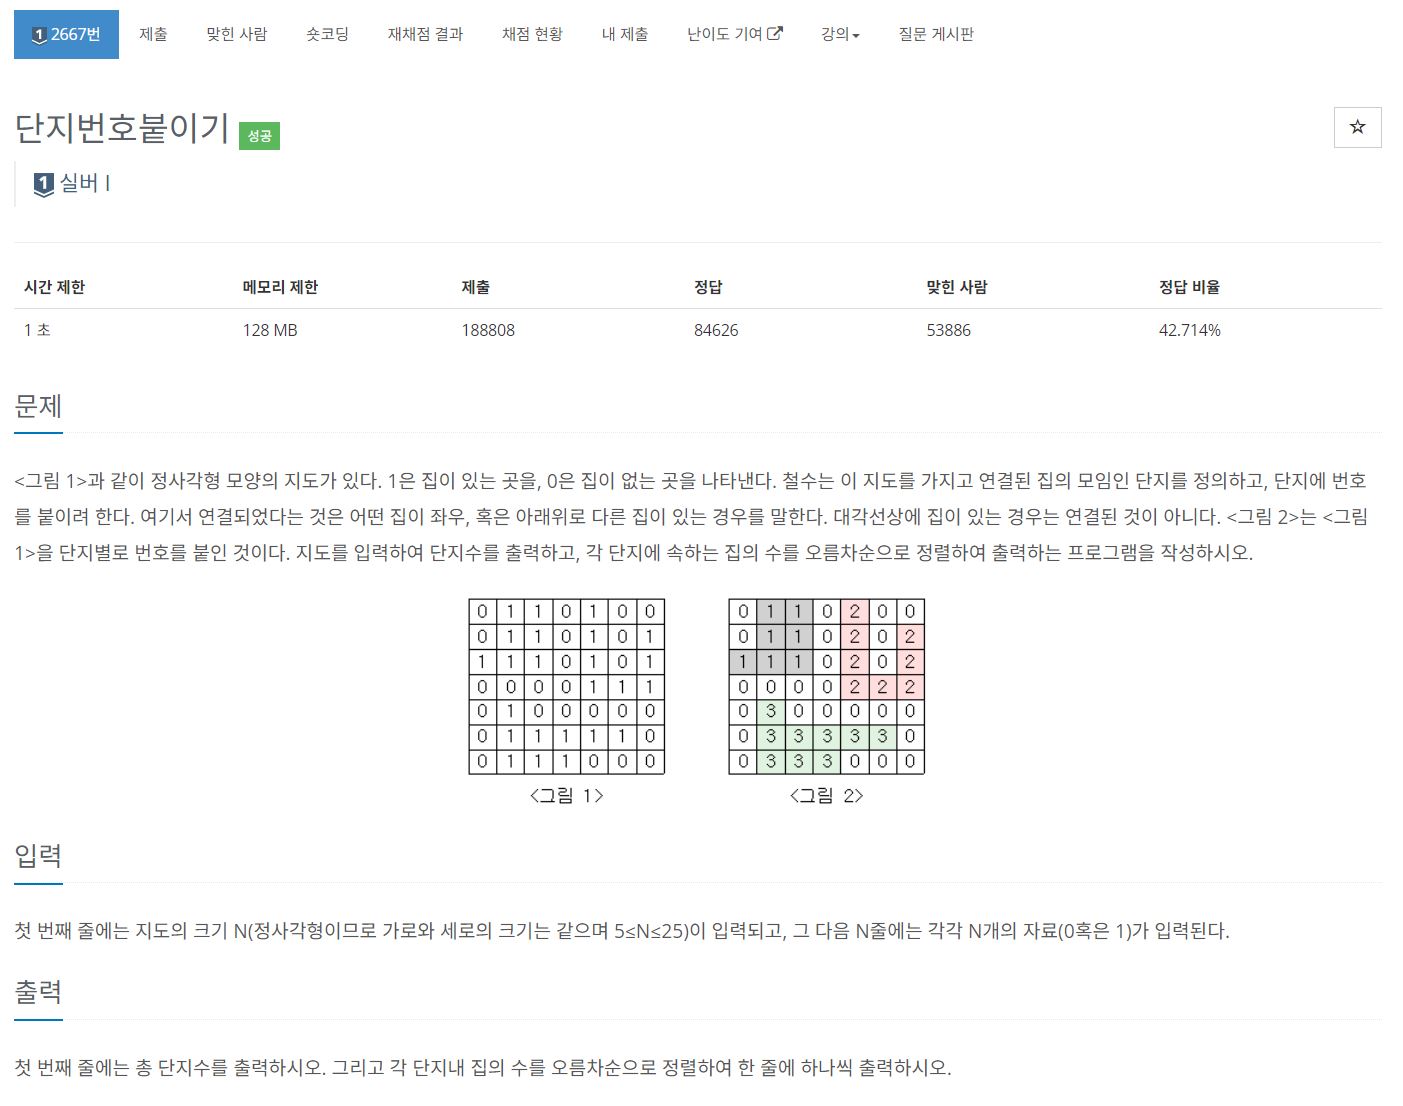 1 2667번 제출 맞힌 사람 숏코딩 재채점 결과 채점 현황 내 제출 난이도 기여 강의 질문 게시판
단지번호붙이기 성공
1 실버 I
시간 제한 메모리 제한 제출 정답 맞힌 사람 정답 비율
1 초 128 MB 188808 84626 53886 42.714%
문제
<그림 1>과 같이 정사각형 모양의 지도가 있다. 1은 집이 있는 곳을, 0은 집이 없는 곳을 나타낸다. 철수는 이 지도를 가지고 연결된 집의 모임인 단지를 정의하고, 단지에 번호
를 붙이려 한다. 여기서 연결되었다는 것은 어떤 집이 좌우, 혹은 아래위로 다른 집이 있는 경우를 말한다. 대각선상에 집이 있는 경우는 연결된 것이 아니다. <그림 2>는 <그림
1>을 단지별로 번호를 붙인 것이다. 지도를 입력하여 단지수를 출력하고, 각 단지에 속하는 집의 수를 오름차순으로 정렬하여 출력하는 프로그램을 작성하시오.
0 1 1 0 1 0 0
0 1 1 0 1 0 1
1 1 1 0 1 0 1
0 0 0 0 1 1 1
0 1 0 0 0 0 0
0 1 1 1 1 1 0
0 1 1 1 0 0 0
<그림 1>
0 1 1 0 2 0 0
0 1 1 0 2 0 2
1 1 1 0 2 0 2
0 0 0 0 2 2 2
0 3 0 0 0 0 0
0 3 3 3 3 3 0
0 3 3 3 0 0 0
<그림 2>
입력
첫 번째 줄에는 지도의 크기 N(정사각형이므로 가로와 세로의 크기는 같으며 5≤N≤25)이 입력되고, 그 다음 N줄에는 각각 N개의 자료(0혹은 1)가 입력된다.
출력
첫 번째 줄에는 총 단지수를 출력하시오. 그리고 각 단지내 집의 수를 오름차순으로 정렬하여 한 줄에 하나씩 출력하시오.